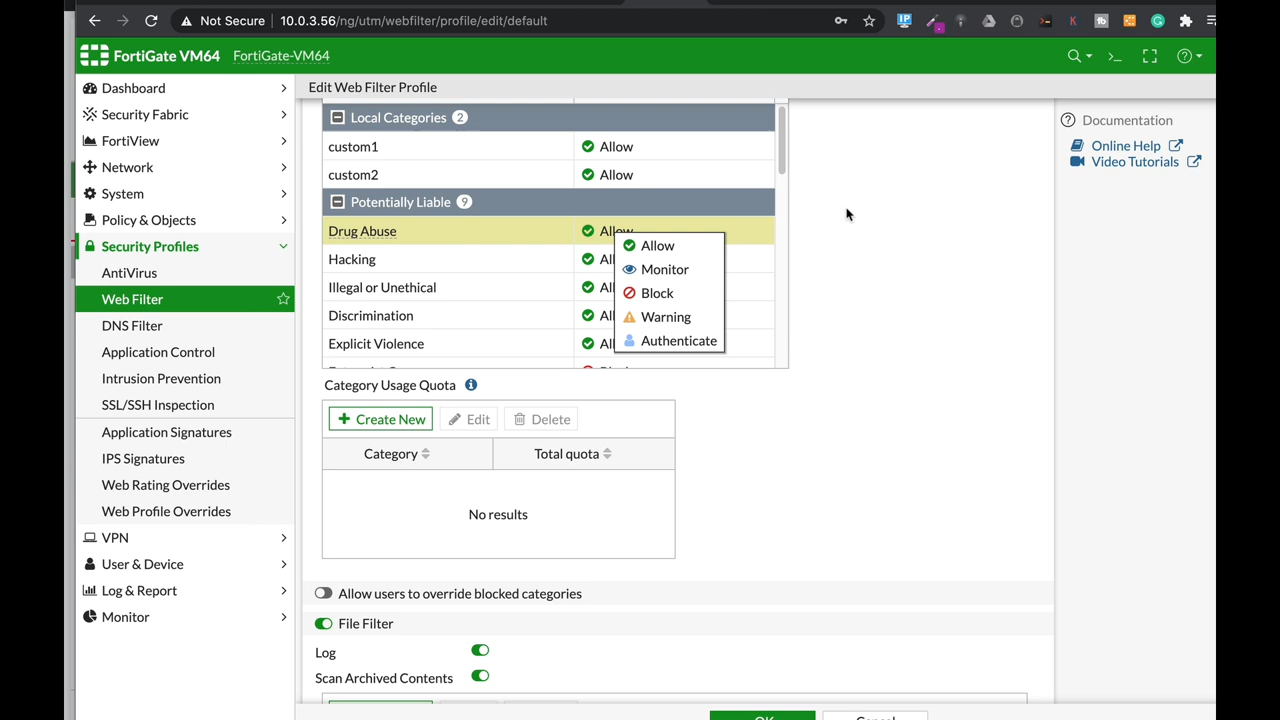 Not Secure | 10.0.3.56/ng/utm/webfilter/profile/edit/default
FortiGate VM64 FortiGate-VM64
Dashboard
Security Fabric
FortiView
Network
System
Policy & Objects
Security Profiles
AntiVirus
Web Filter
DNS Filter
Application Control
Intrusion Prevention
SSL/SSH Inspection
Application Signatures
IPS Signatures
Web Rating Overrides
Web Profile Overrides
VPN
User & Device
Log & Report
Monitor
Edit Web Filter Profile
Local Categories 2
custom1 Allow
custom2 Allow
Potentially Liable 9
Drug Abuse Allow
Hacking
Illegal or Unethical
Discrimination
Explicit Violence
Allow
Monitor
Block
Warning
Authenticate
Category Usage Quota
+ Create New Edit Delete
Category Total quota
No results
Allow users to override blocked categories
File Filter
Log
Scan Archived Contents
OK Cancel
Documentation
Online Help
Video Tutorials